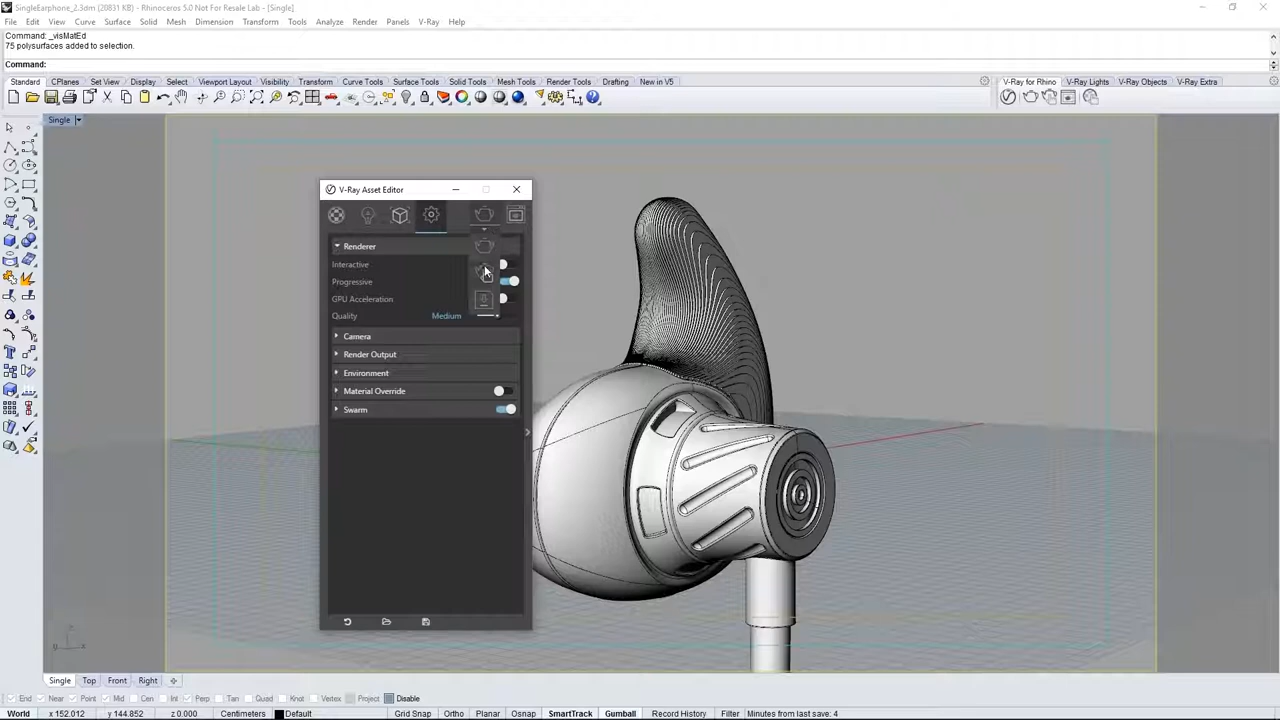 SingleEarphone_2.3dm (20831 KB) - Rhinoceros 5.0 Not For Resale Lab - [Single]
File Edit View Curve Surface Solid Mesh Dimension Transform Tools Analyze Render Panels V-Ray Help
Command: _visMatEd
75 polysurfaces added to selection.
Command:
Standard CPlanes Set View Display Select Viewport Layout Visibility Transform Curve Tools Surface Tools Solid Tools Mesh Tools Render Tools Drafting New in V5 V-Ray for Rhino V-Ray Lights V-Ray Objects V-Ray Extra
Single
V-Ray Asset Editor
Renderer
Interactive
Progressive
GPU Acceleration
Quality Medium
Camera
Render Output
Environment
Material Override
Swarm
Single Top Front Right
End Near Point Mid Cen Int Perp Tan Quad Knot Vertex Project Disable
World x 152.012 y 144.852 z 0.000 Centimeters Default Grid Snap Ortho Planar Osnap SmartTrack Gumball Record History Filter Minutes from last save: 4